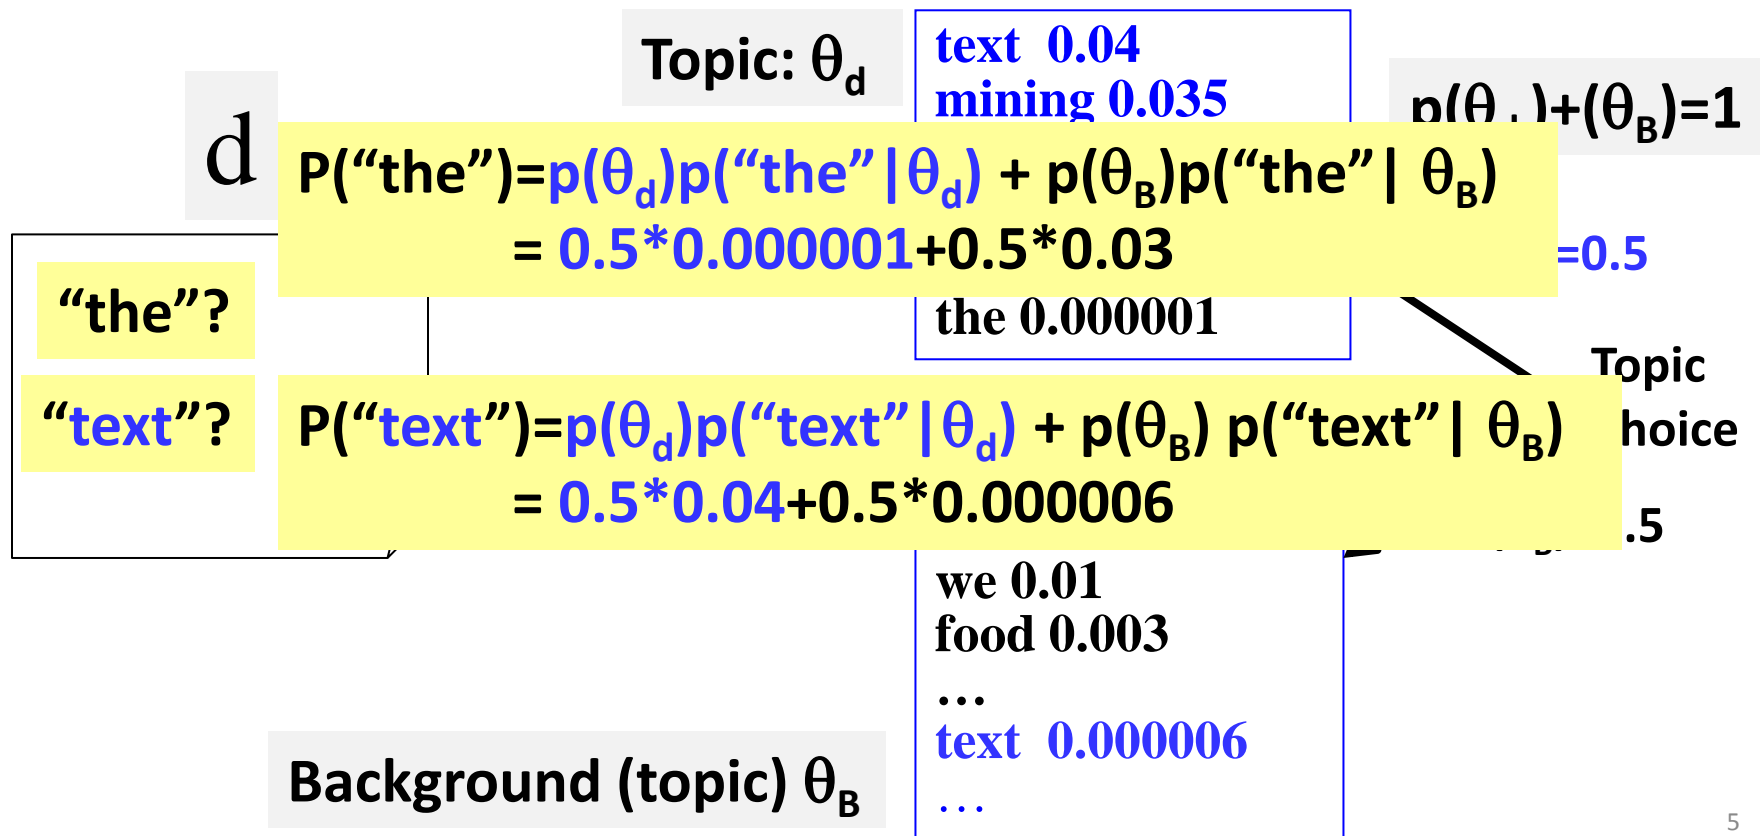 Topic: θd
text 0.04
mining 0.035
p(θd)+(θB)=1
d
P(“the”)=p(θd)p(“the”|θd) + p(θB)p(“the”| θB)
= 0.5*0.000001+0.5*0.03
=0.5
“the”?
the 0.000001
Topic
“text”?
P(“text”)=p(θd)p(“text”|θd) + p(θB) p(“text”| θB)
hoice
= 0.5*0.04+0.5*0.000006
.5
we 0.01
food 0.003
…
text 0.000006
Background (topic) θB
…
5